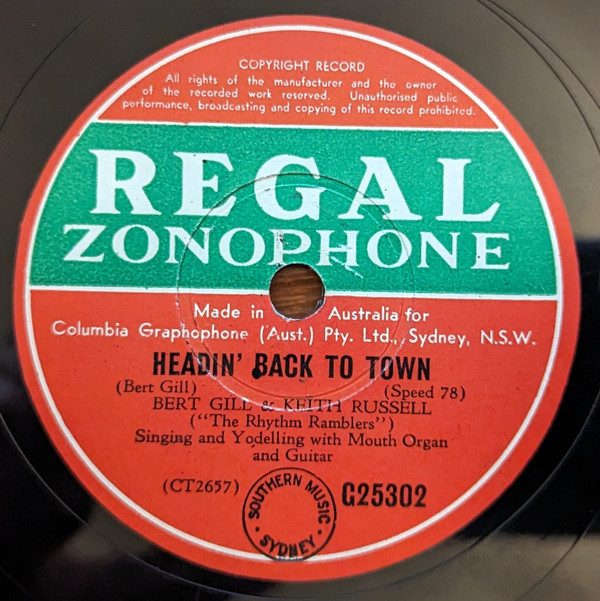 COPYRIGHT RECORD
All rights of the manufacturer and the owner
of the recorded work reserved. Unauthorised public
performance, broadcasting and copying of this record prohibited.
REGAL
ZONOPHONE
Made in Australia for
Columbia Graphophone (Aust.) Pty. Ltd., Sydney, N.S.W.
HEADIN' BACK TO TOWN
(Bert Gill) (Speed 78)
BERT GILL & KEITH RUSSELL
("The Rhythm Ramblers")
Singing and Yodelling with Mouth Organ
and Guitar
(CT2657) G25302
SOUTHERN MUSIC
· SYDNEY ·